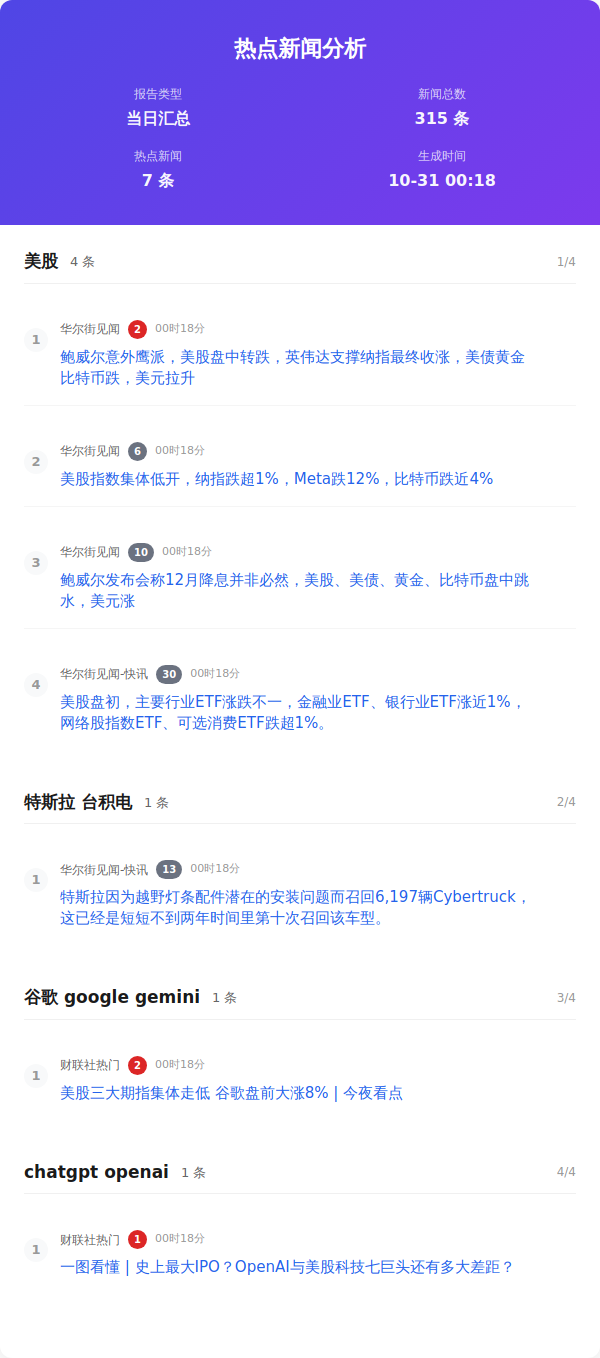 热点新闻分析
报告类型
新闻总数
当日汇总
315 条
热点新闻
生成时间
7 条
10-31 00:18
美股 4 条 1/4
1 华尔街见闻 2 00时18分
鲍威尔意外鹰派，美股盘中转跌，英伟达支撑纳指最终收涨，美债黄金
比特币跌，美元拉升
2 华尔街见闻 6 00时18分
美股指数集体低开，纳指跌超1%，Meta跌12%，比特币跌近4%
3 华尔街见闻 10 00时18分
鲍威尔发布会称12月降息并非必然，美股、美债、黄金、比特币盘中跳
水，美元涨
4 华尔街见闻-快讯 30 00时18分
美股盘初，主要行业ETF涨跌不一，金融业ETF、银行业ETF涨近1%，
网络股指数ETF、可选消费ETF跌超1%。
特斯拉 台积电 1 条 2/4
1 华尔街见闻-快讯 13 00时18分
特斯拉因为越野灯条配件潜在的安装问题而召回6,197辆Cybertruck，
这已经是短短不到两年时间里第十次召回该车型。
谷歌 google gemini 1 条 3/4
1 财联社热门 2 00时18分
美股三大期指集体走低 谷歌盘前大涨8% | 今夜看点
chatgpt openai 1 条 4/4
1 财联社热门 1 00时18分
一图看懂 | 史上最大IPO？OpenAI与美股科技七巨头还有多大差距？